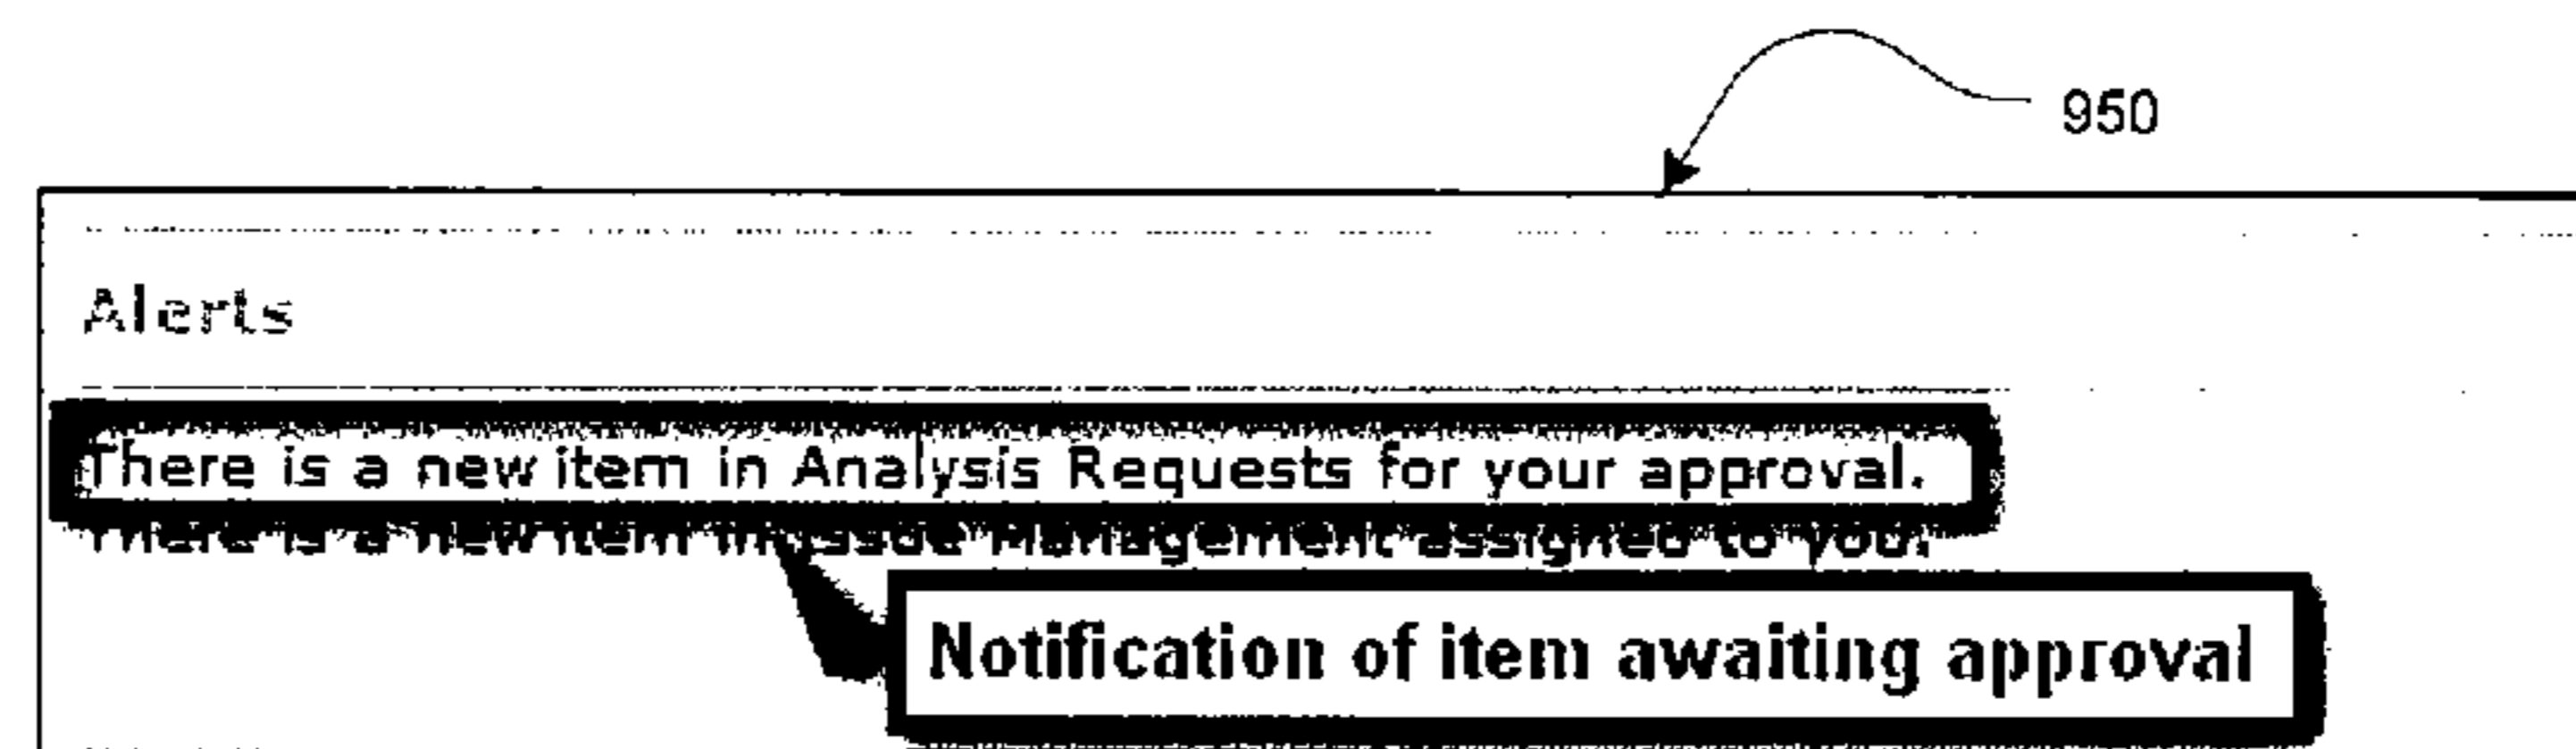 950
Alerts
There is a new item in Analysis Requests for your approval.
There is a new item in Issue Management assigned to you.
Notification of item awaiting approval